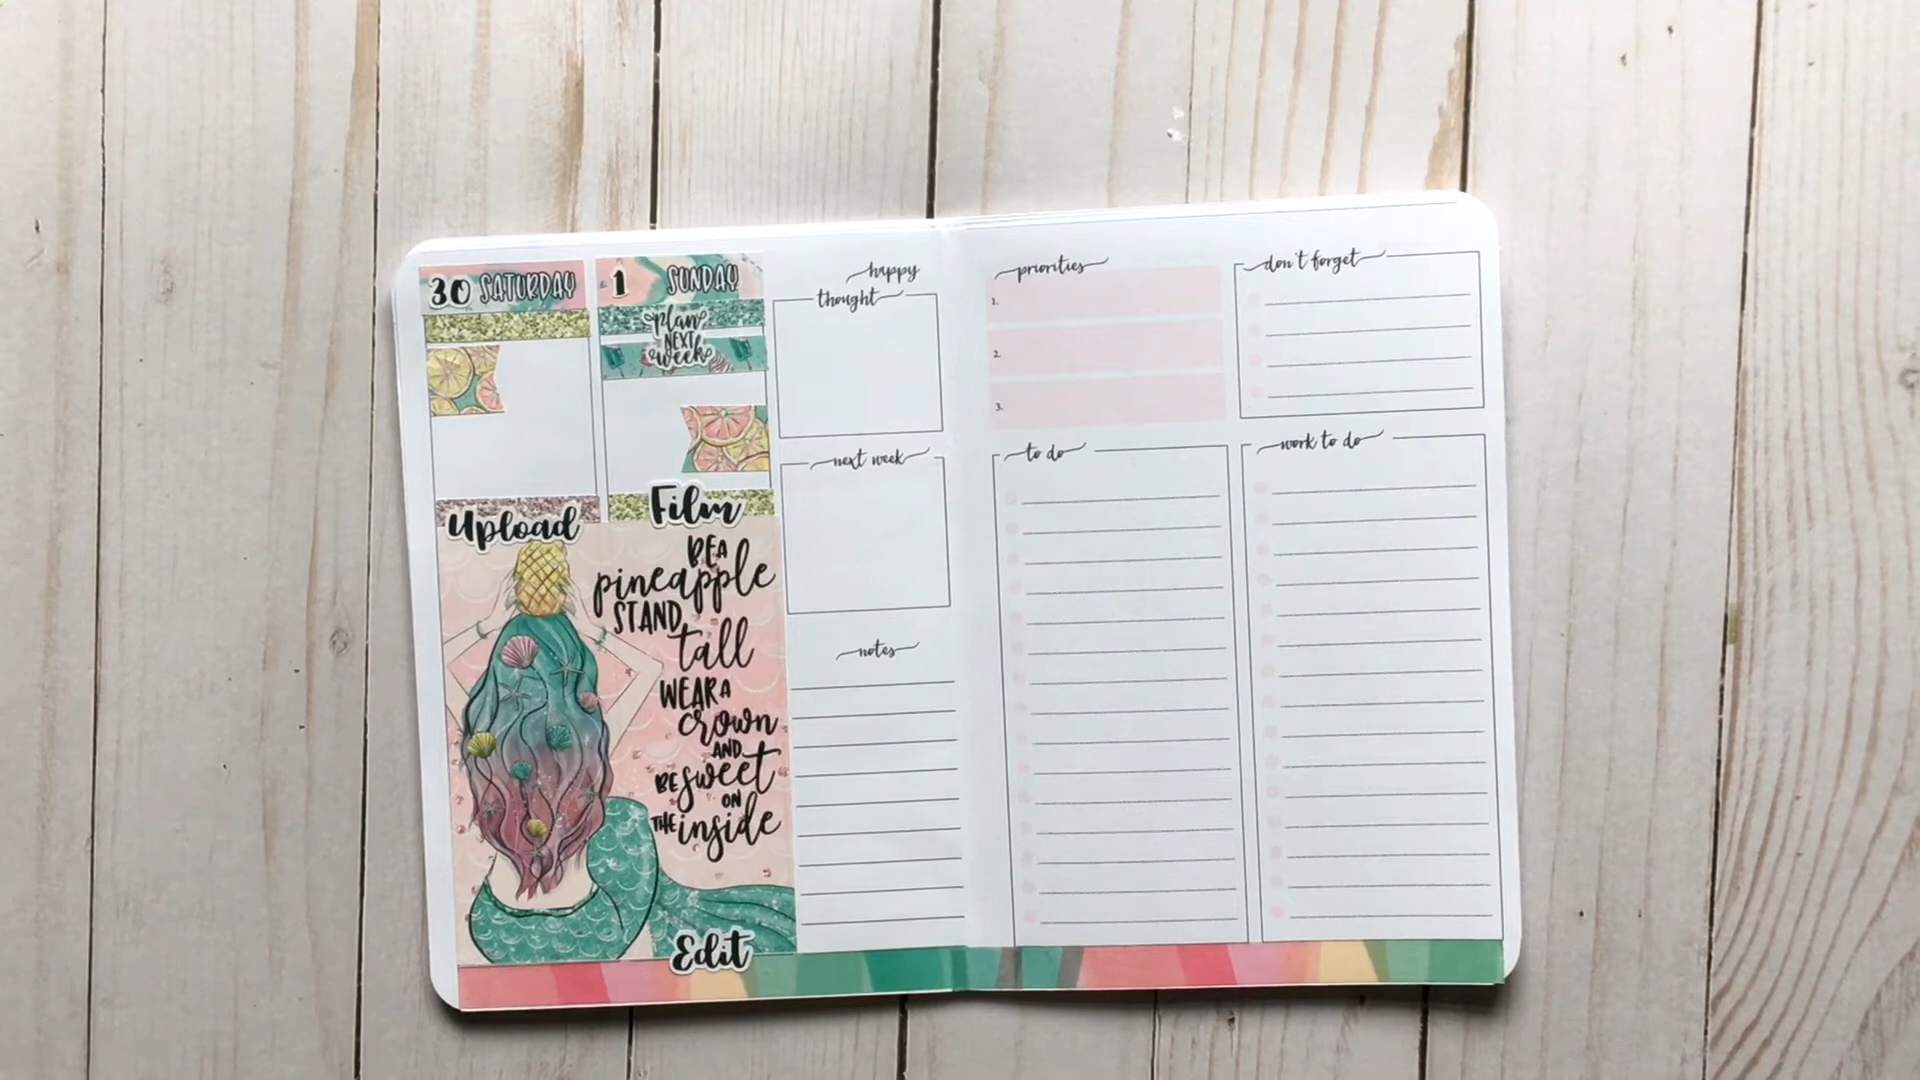 30 SATURDAY
1 SUNDAY
plan
NEXT
week
Upload
Film
BE A
pineapple
STAND
tall
WEAR A
crown
AND
BE sweet
ON
THE inside
Edit
happy
thought
next week
notes
priorities
1.
2.
3.
don't forget
to do
work to do